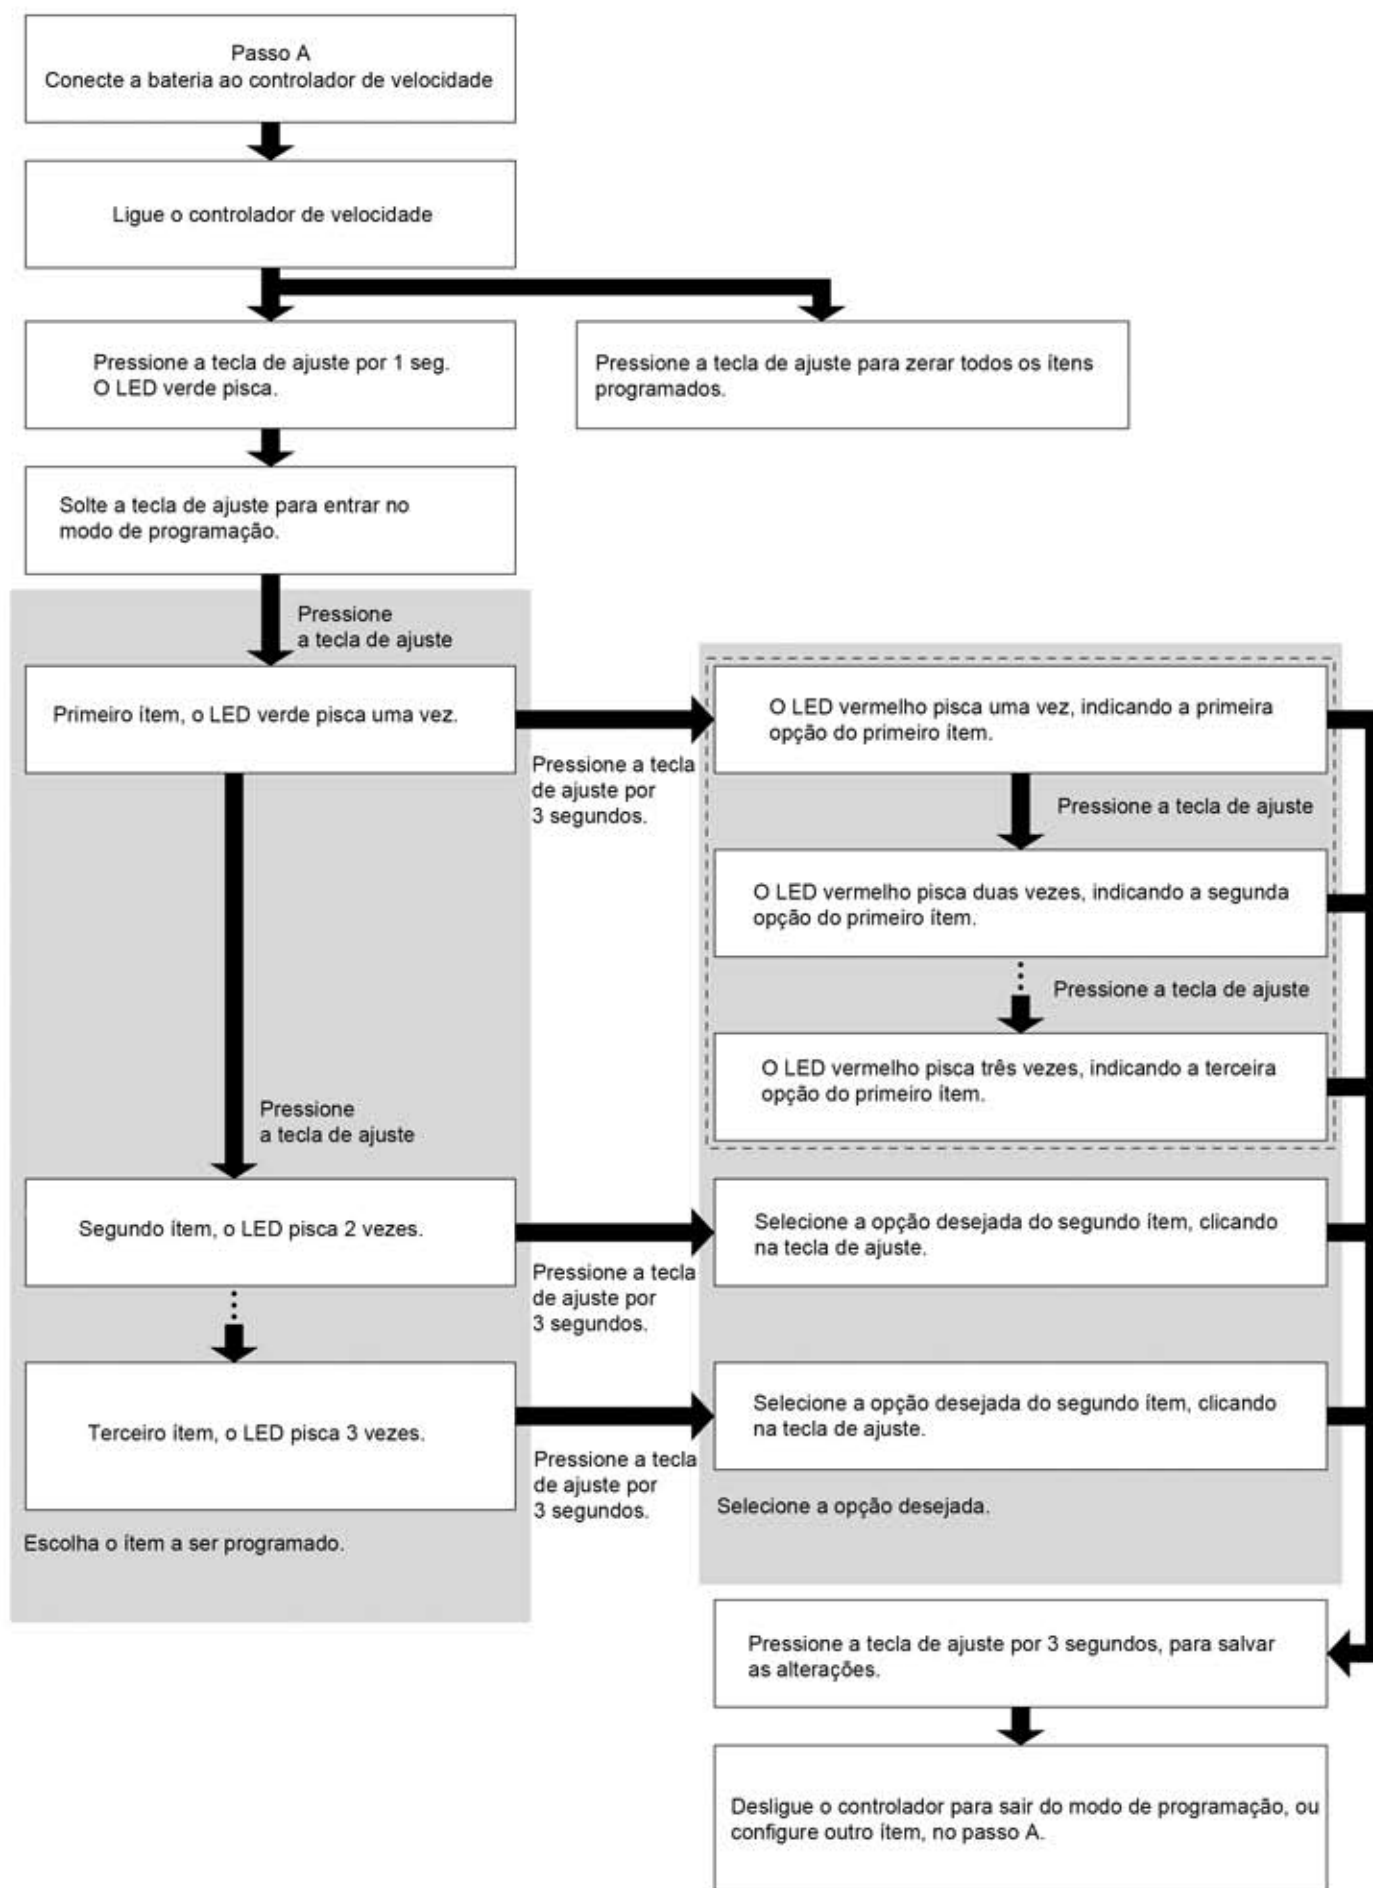 Passo A
Conecte a bateria ao controlador de velocidade
Ligue o controlador de velocidade
Pressione a tecla de ajuste por 1 seg.
O LED verde pisca.
Pressione a tecla de ajuste para zerar todos os ítens
programados.
Solte a tecla de ajuste para entrar no
modo de programação.
Pressione
a tecla de ajuste
Primeiro ítem, o LED verde pisca uma vez.
Pressione a tecla
de ajuste por
3 segundos.
O LED vermelho pisca uma vez, indicando a primeira
opção do primeiro ítem.
Pressione a tecla de ajuste
O LED vermelho pisca duas vezes, indicando a segunda
opção do primeiro ítem.
Pressione a tecla de ajuste
O LED vermelho pisca três vezes, indicando a terceira
opção do primeiro ítem.
Pressione
a tecla de ajuste
Segundo ítem, o LED pisca 2 vezes.
Pressione a tecla
de ajuste por
3 segundos.
Selecione a opção desejada do segundo ítem, clicando
na tecla de ajuste.
Terceiro ítem, o LED pisca 3 vezes.
Pressione a tecla
de ajuste por
3 segundos.
Selecione a opção desejada do segundo ítem, clicando
na tecla de ajuste.
Selecione a opção desejada.
Escolha o ítem a ser programado.
Pressione a tecla de ajuste por 3 segundos, para salvar
as alterações.
Desligue o controlador para sair do modo de programação, ou
configure outro ítem, no passo A.